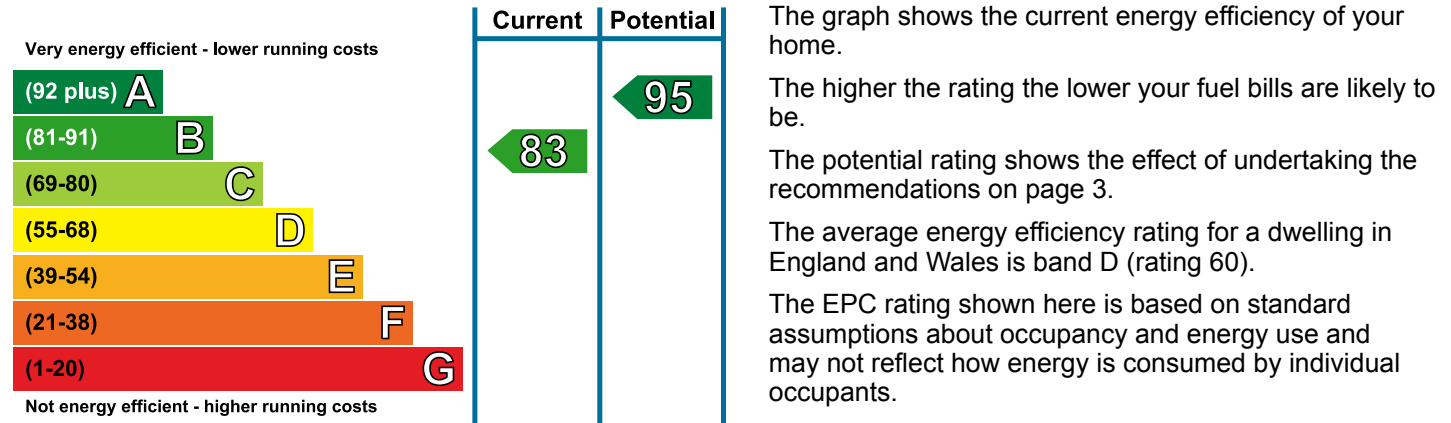 Current Potential
Very energy efficient - lower running costs
(92 plus) A
(81-91) B
(69-80) C
(55-68) D
(39-54) E
(21-38) F
(1-20) G
Not energy efficient - higher running costs
83
95
The graph shows the current energy efficiency of your
home.
The higher the rating the lower your fuel bills are likely to
be.
The potential rating shows the effect of undertaking the
recommendations on page 3.
The average energy efficiency rating for a dwelling in
England and Wales is band D (rating 60).
The EPC rating shown here is based on standard
assumptions about occupancy and energy use and
may not reflect how energy is consumed by individual
occupants.